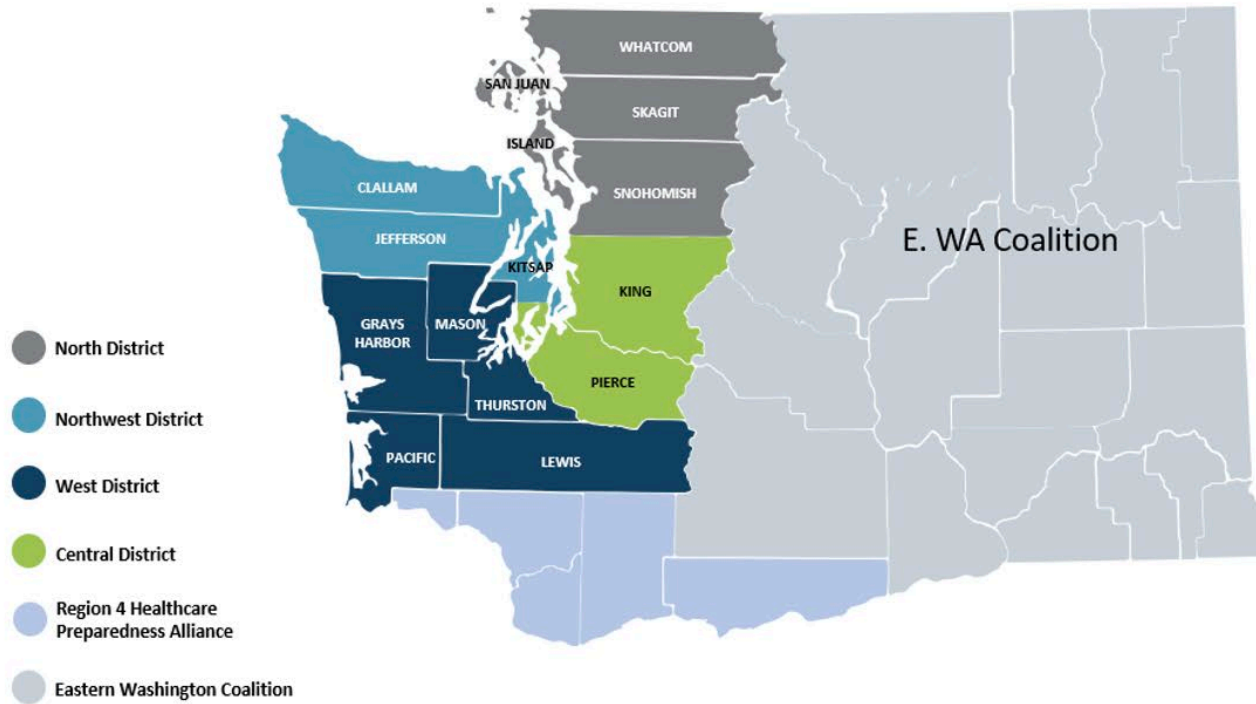 WHATCOM
SAN JUAN
SKAGIT
ISLAND
SNOHOMISH
CLALLAM
JEFFERSON
E. WA Coalition
KITSAP
KING
GRAYS
HARBOR
MASON
PIERCE
THURSTON
PACIFIC
LEWIS
North District
Northwest District
West District
Central District
Region 4 Healthcare
Preparedness Alliance
Eastern Washington Coalition